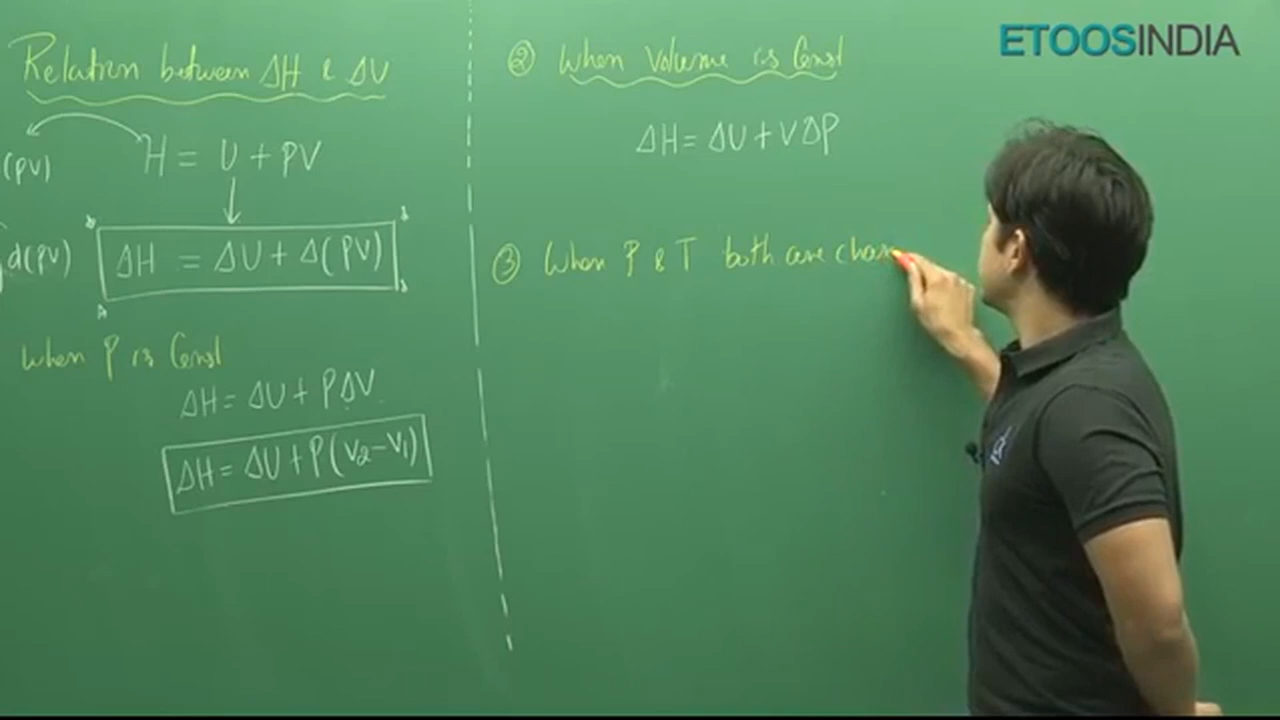 Relation between ΔH & ΔU
H = U + PV
(PV)
ΔH = ΔU + Δ(PV)
d(PV)
When P is Const
ΔH = ΔU + PΔV
ΔH = ΔU + P(V2-V1)
② When Volume is Const
ΔH = ΔU + VΔP
③ When P & T both are chan
ETOOSINDIA